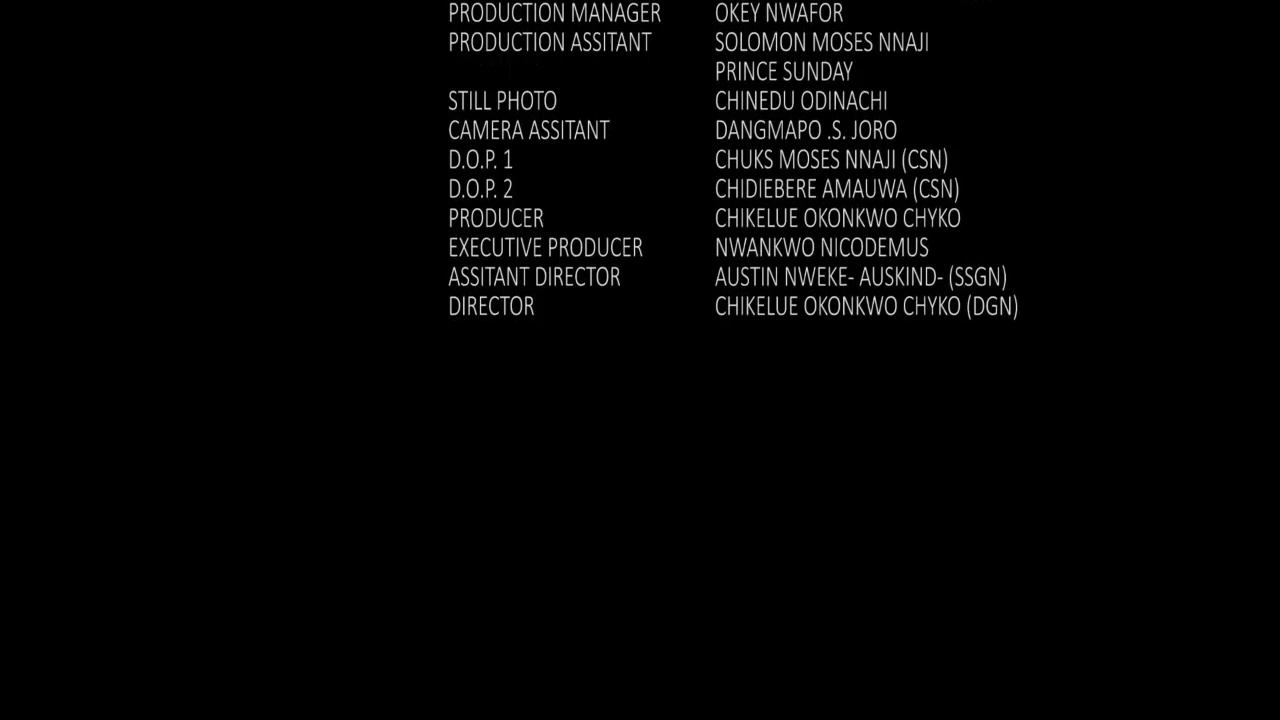 PRODUCTION MANAGER OKEY NWAFOR
PRODUCTION ASSITANT SOLOMON MOSES NNAJI
PRINCE SUNDAY
STILL PHOTO CHINEDU ODINACHI
CAMERA ASSITANT DANGMAPO .S. JORO
D.O.P. 1 CHUKS MOSES NNAJI (CSN)
D.O.P. 2 CHIDIEBERE AMAUWA (CSN)
PRODUCER CHIKELUE OKONKWO CHYKO
EXECUTIVE PRODUCER NWANKWO NICODEMUS
ASSITANT DIRECTOR AUSTIN NWEKE- AUSKIND- (SSGN)
DIRECTOR CHIKELUE OKONKWO CHYKO (DGN)